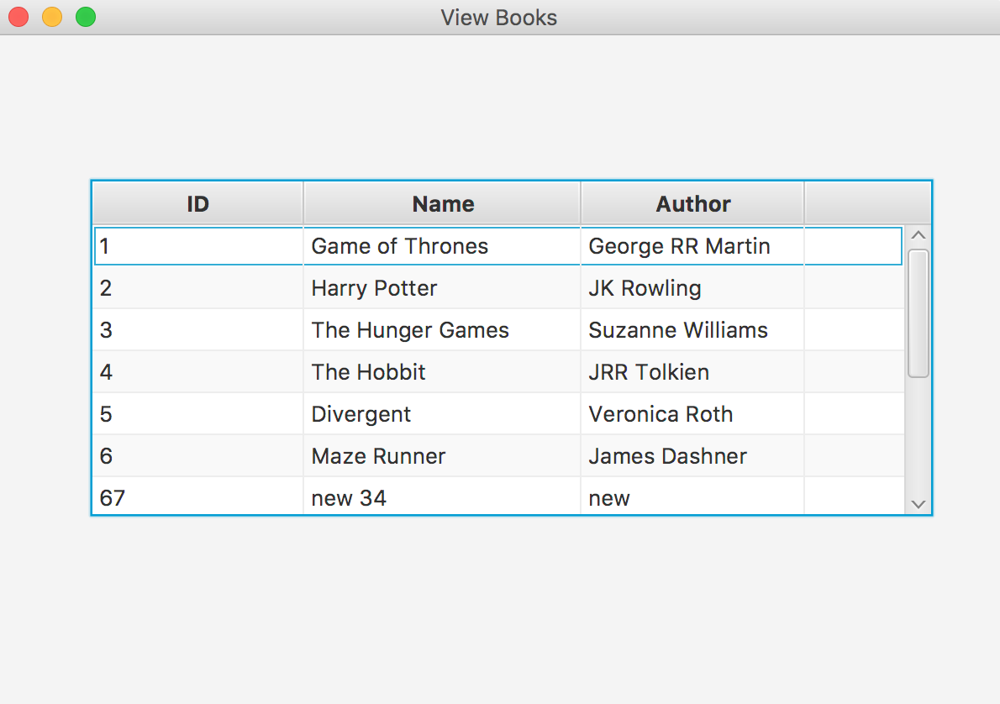 View Books
ID Name Author
1 Game of Thrones George RR Martin
2 Harry Potter JK Rowling
3 The Hunger Games Suzanne Williams
4 The Hobbit JRR Tolkien
5 Divergent Veronica Roth
6 Maze Runner James Dashner
67 new 34 new